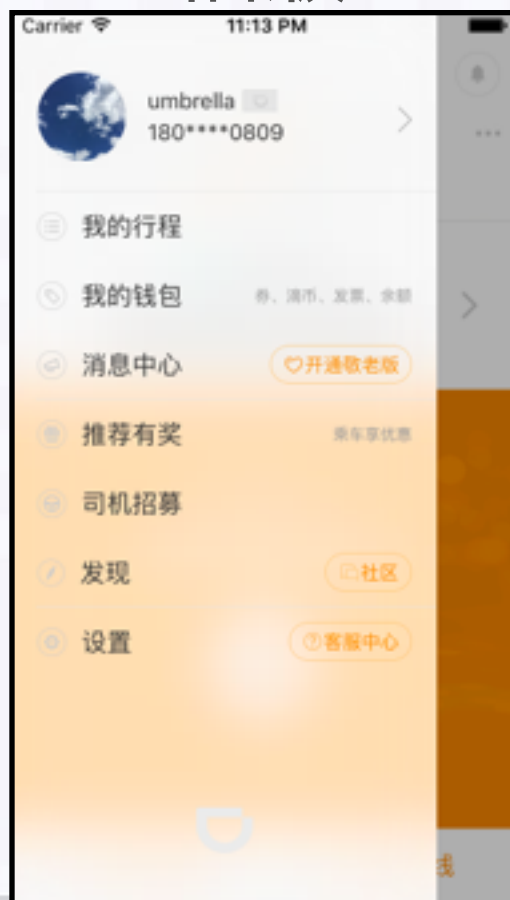 Carrier 11:13 PM
umbrella
180****0809
我的行程
我的钱包 券、滴币、发票、余额
消息中心 开通敬老版
推荐有奖 乘车享优惠
司机招募
发现 社区
设置 客服中心
线